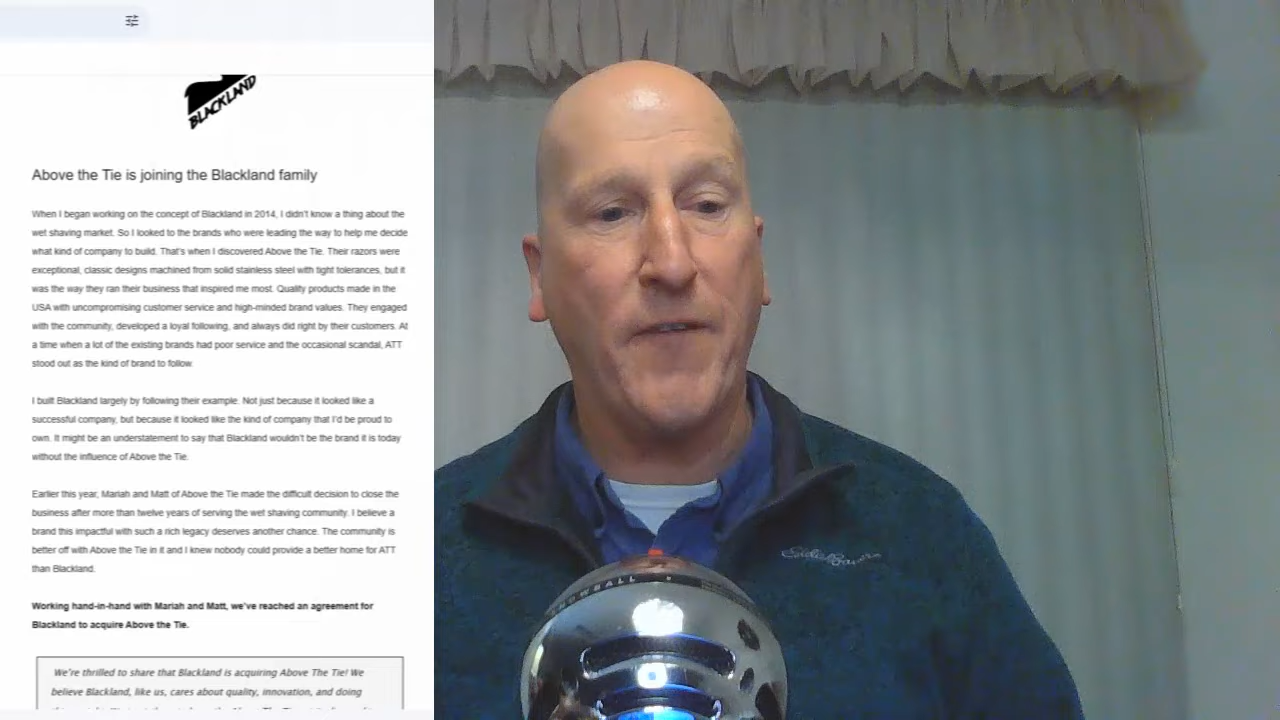 BLACKLAND
Above the Tie is joining the Blackland family
When I began working on the concept of Blackland in 2014, I didn't know a thing about the
wet shaving market. So I looked to the brands who were leading the way to help me decide
what kind of company to build. That's when I discovered Above the Tie. Their razors were
exceptional, classic designs machined from solid stainless steel with tight tolerances, but it
was the way they ran their business that inspired me most. Quality products made in the
USA with uncompromising customer service and high-minded brand values. They engaged
with the community, developed a loyal following, and always did right by their customers. At
a time when a lot of the existing brands had poor service and the occasional scandal, ATT
stood out as the kind of brand to follow.
I built Blackland largely by following their example. Not just because it looked like a
successful company, but because it looked like the kind of company that I'd be proud to
own. It might be an understatement to say that Blackland wouldn't be the brand it is today
without the influence of Above the Tie.
Earlier this year, Mariah and Matt of Above the Tie made the difficult decision to close the
business after more than twelve years of serving the wet shaving community. I believe a
brand this impactful with such a rich legacy deserves another chance. The community is
better off with Above the Tie in it and I knew nobody could provide a better home for ATT
than Blackland.
Working hand-in-hand with Mariah and Matt, we've reached an agreement for
Blackland to acquire Above the Tie.
We're thrilled to share that Blackland is acquiring Above The Tie! We
believe Blackland, like us, cares about quality, innovation, and doing
Eddie Bauer
SNOWBALL